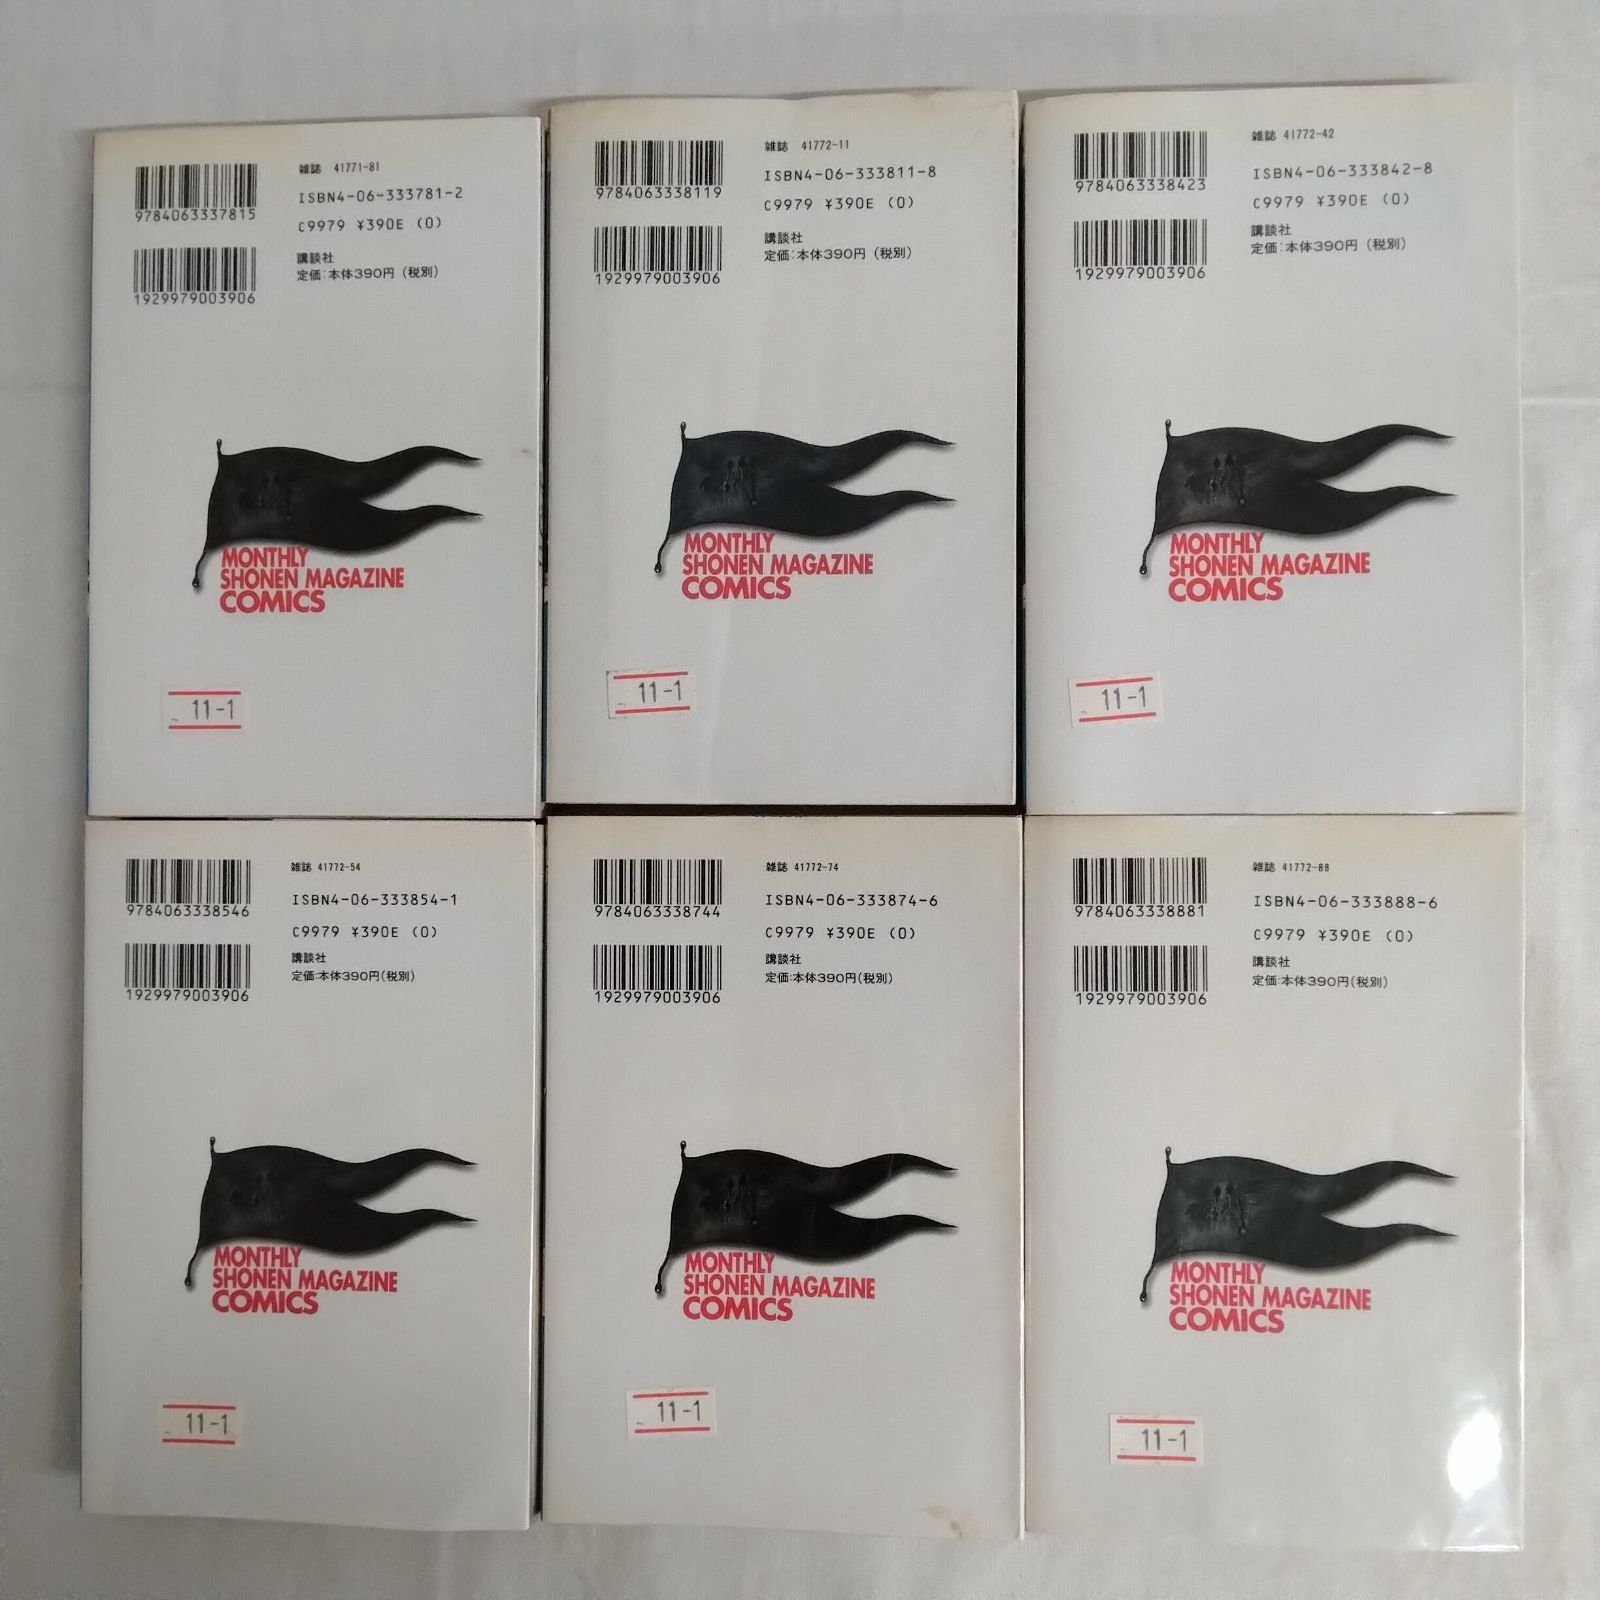 雑誌 41771-81
ISBN4-06-333781-2
9784063337815
C9979 ¥390E (0)
講談社
定価:本体390円(税別)
1929979003906
MONTHLY
SHONEN MAGAZINE
COMICS
11-1
雑誌 41772-11
ISBN4-06-333811-8
9784063338119
C9979 ¥390E (0)
講談社
定価:本体390円(税別)
1929979003906
MONTHLY
SHONEN MAGAZINE
COMICS
11-1
雑誌 41772-42
ISBN4-06-333842-8
9784063338423
C9979 ¥390E (0)
講談社
定価:本体390円(税別)
1929979003906
MONTHLY
SHONEN MAGAZINE
COMICS
11-1
雑誌 41772-54
ISBN4-06-333854-1
9784063338546
C9979 ¥390E (0)
講談社
定価:本体390円(税別)
1929979003906
MONTHLY
SHONEN MAGAZINE
COMICS
11-1
雑誌 41772-74
ISBN4-06-333874-6
9784063338744
C9979 ¥390E (0)
講談社
定価:本体390円(税別)
1929979003906
MONTHLY
SHONEN MAGAZINE
COMICS
11-1
雑誌 41772-88
ISBN4-06-333888-6
9784063338881
C9979 ¥390E (0)
講談社
定価:本体390円(税別)
1929979003906
MONTHLY
SHONEN MAGAZINE
COMICS
11-1